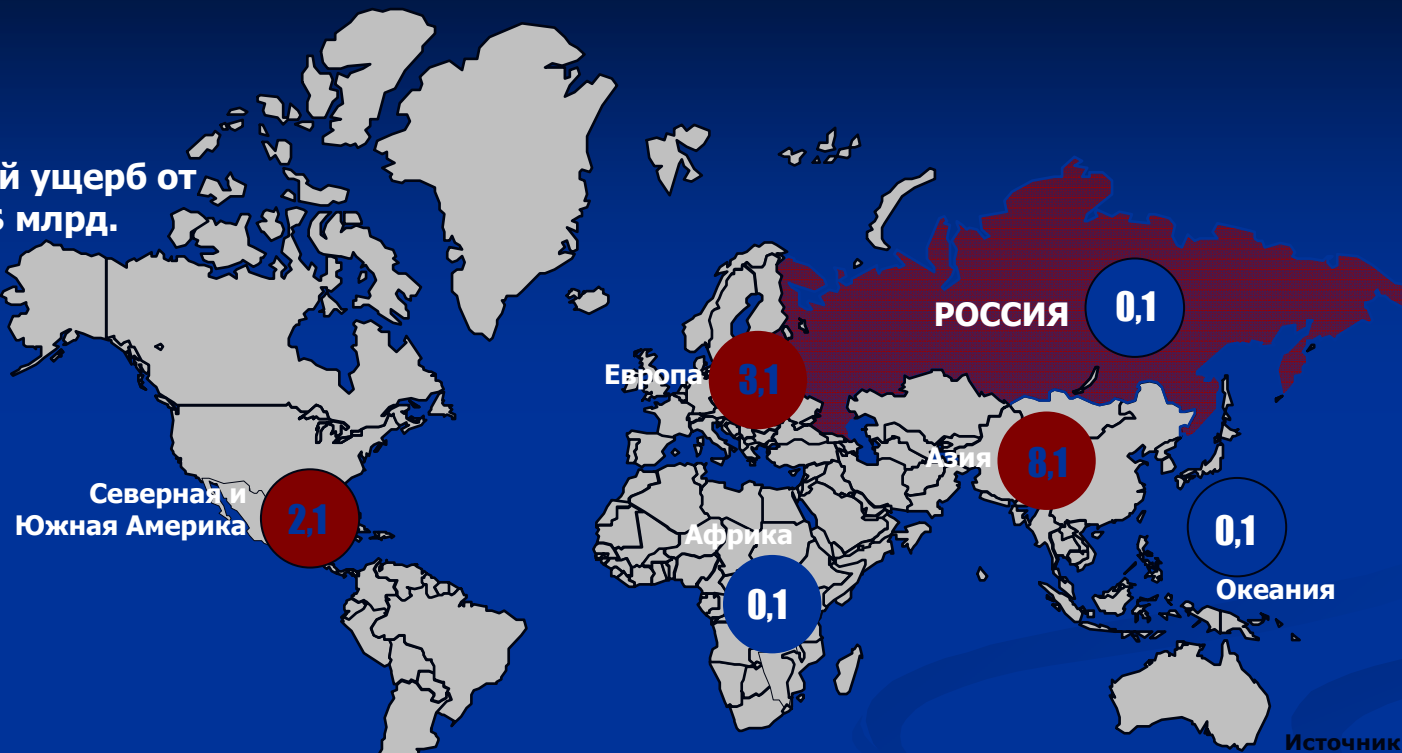 й ущерб от
млрд.
РОССИЯ
0,1
Европа
3,1
Азия
8,1
Северная и
Южная Америка
2,1
Африка
0,1
0,1
Океания
Источник